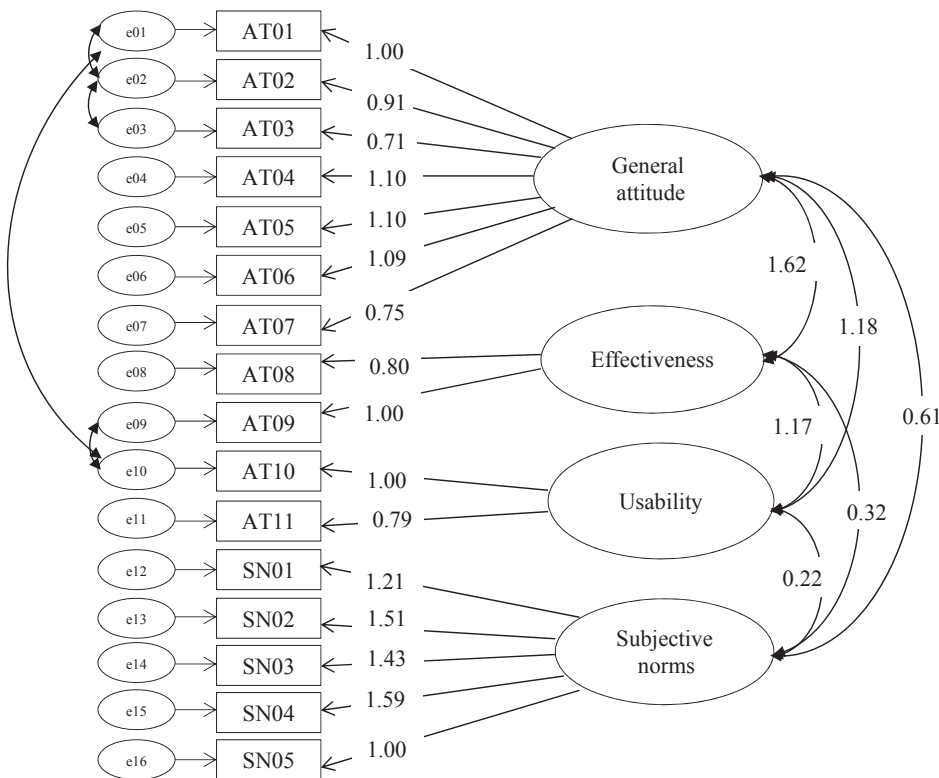 e01
AT01
1.00
e02
AT02
0.91
e03
AT03
0.71
e04
AT04
1.10
General
attitude
e05
AT05
1.10
e06
AT06
1.09
1.62
e07
AT07
0.75
1.18
e08
AT08
0.80
Effectiveness
e09
AT09
1.00
0.61
1.17
e10
AT10
1.00
Usability
e11
AT11
0.79
0.32
e12
SN01
1.21
0.22
e13
SN02
1.51
e14
SN03
1.43
Subjective
norms
e15
SN04
1.59
e16
SN05
1.00